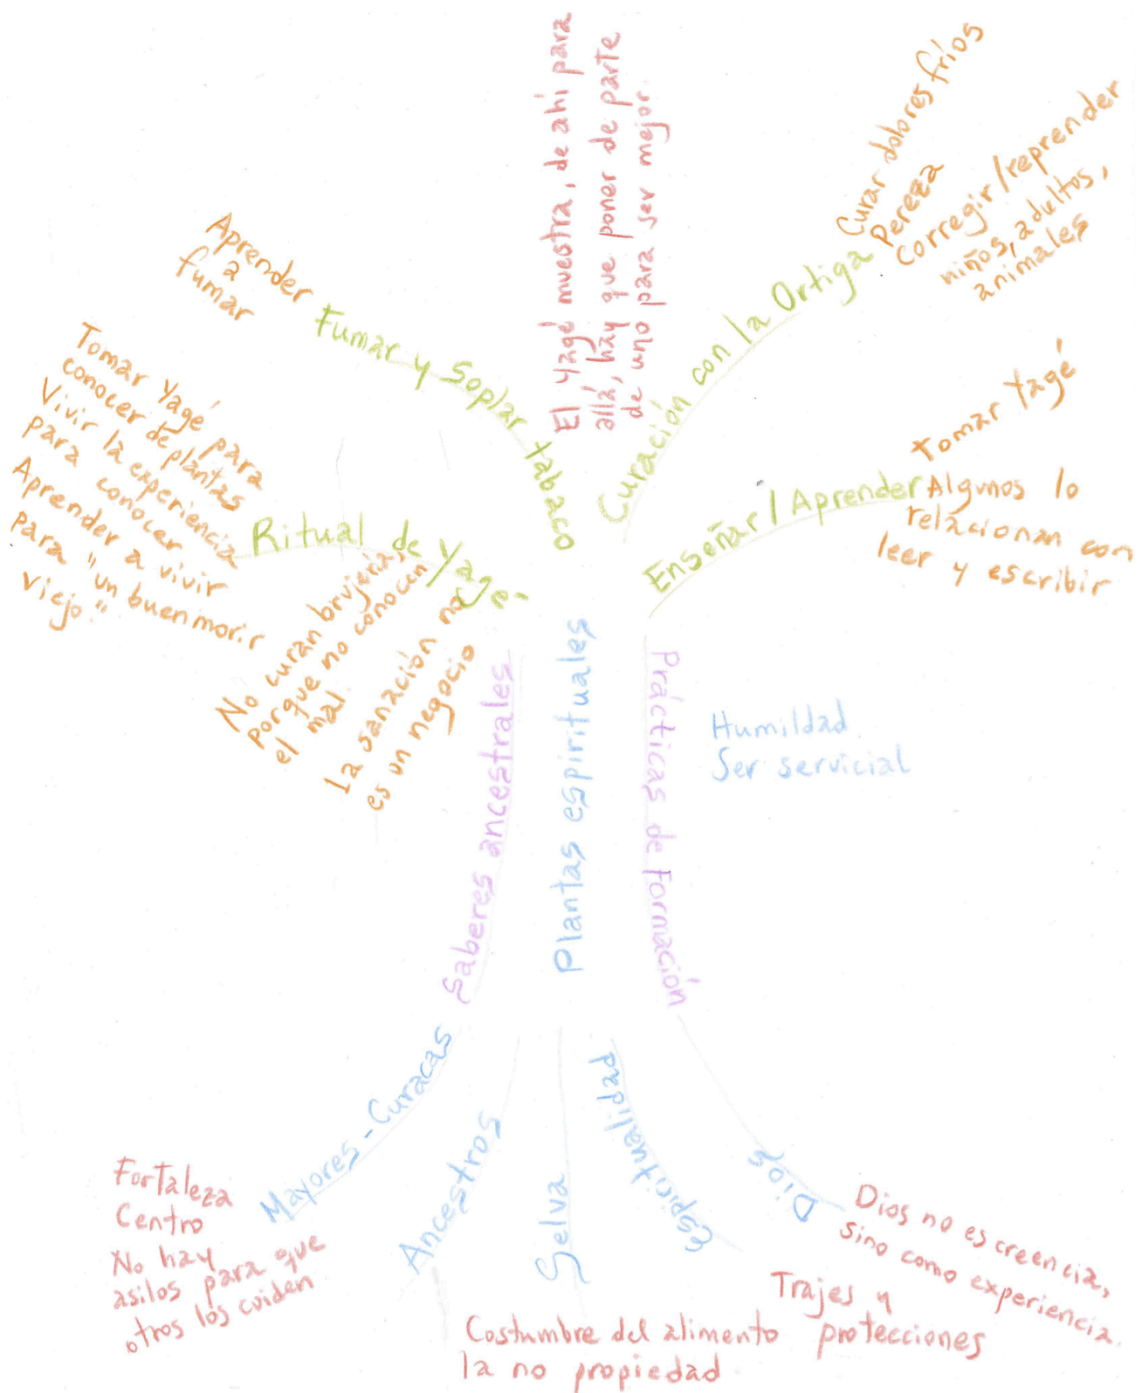 El Yagé muestra, de ahí para
allá, hay que poner de parte
de uno para ser mejor.
Curar dolores fríos
Pereza
Corregir/reprender
niños, adultos,
animales
Curación con la Ortiga
Aprender
a
fumar
Fumar y Soplar tabaso
Tomar Yagé para
conocer de plantas
Vivir la experiencia
para conocer
Aprender a vivir
para "un buen morir
viejo."
Ritual de Yagé
No curan brujerias,
porque no conocen
el mal.
La sanación no
es un negocio
Enseñar/Aprender
Tomar Yagé
Algunos lo
relacionan con
leer y escribir
Saberes ancestrales
Plantas espirituales
Prácticas de Formación
Humildad.
Ser servicial
Mayores - Curacas
Ancestros
Selva
Espiritualidad
Dios
Fortaleza
Centro
No hay
asilos para que
otros los cuiden.
Costumbre del alimento
la no propiedad.
Trajes y
protecciones
Dios no es creencia,
sino como experiencia.